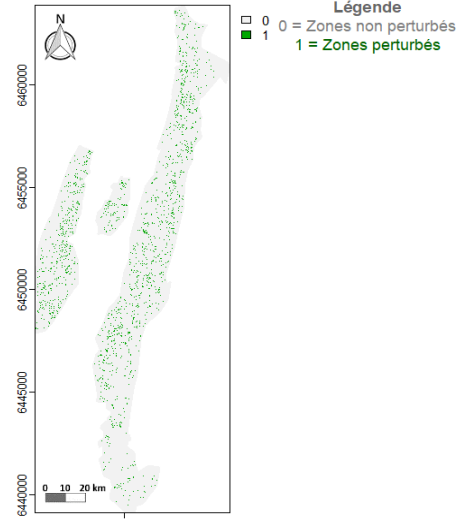 N
6460000
6455000
6450000
6445000
6440000
0 10 20 km
0
1
Légende
0 = Zones non perturbés
1 = Zones perturbés